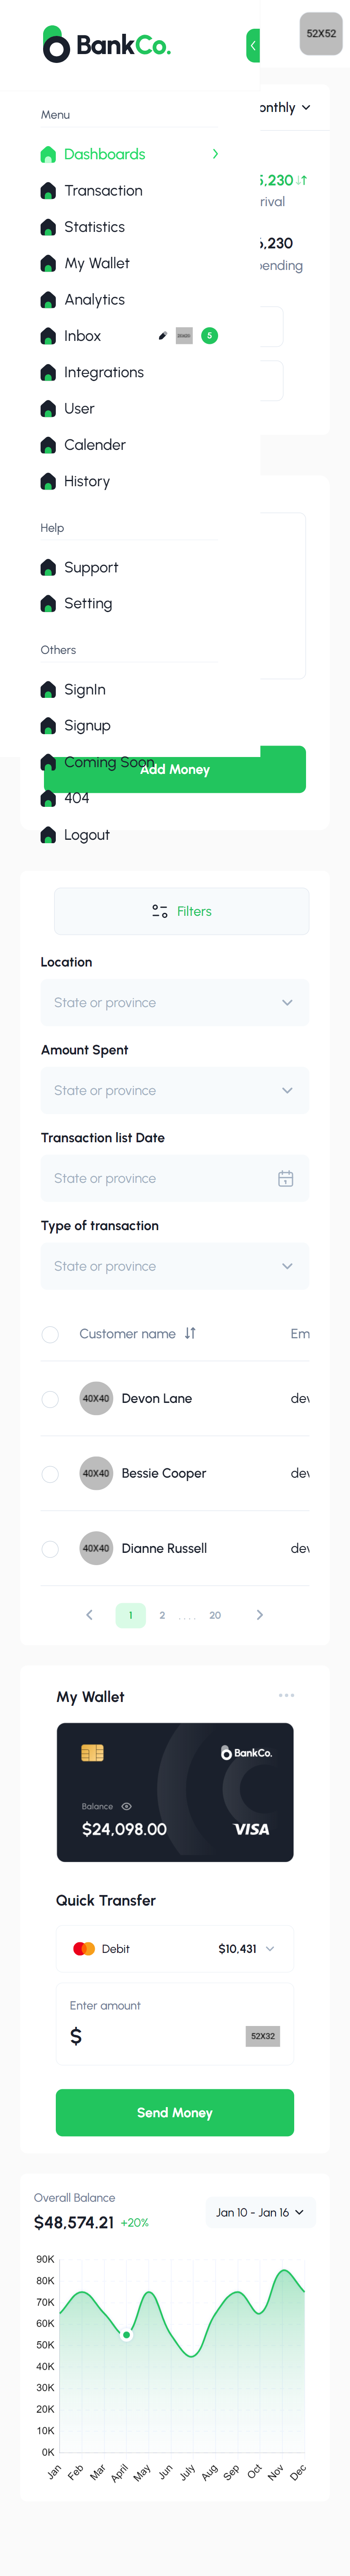 BankCo.
52X52
Menu
onthly
Dashboards
5,230
Transaction
rival
Statistics
5,230
My Wallet
pending
Analytics
Inbox
5
Integrations
User
Calender
History
Help
Support
Setting
Others
SignIn
Signup
Coming Soon
Add Money
404
Logout
Filters
Location
State or province
Amount Spent
State or province
Transaction list Date
State or province
Type of transaction
State or province
Customer name
Em
40X40
Devon Lane
dev
40X40
Bessie Cooper
dev
40X40
Dianne Russell
dev
1 2 .... 20
My Wallet
BankCo.
Balance
$24,098.00
VISA
Quick Transfer
Debit
$10,431
Enter amount
$
52X32
Send Money
Overall Balance
$48,574.21 +20%
Jan 10 - Jan 16
90K
80K
70K
60K
50K
40K
30K
20K
10K
0K
Jan Feb Mar April May Jun July Aug Sep Oct Nov Dec